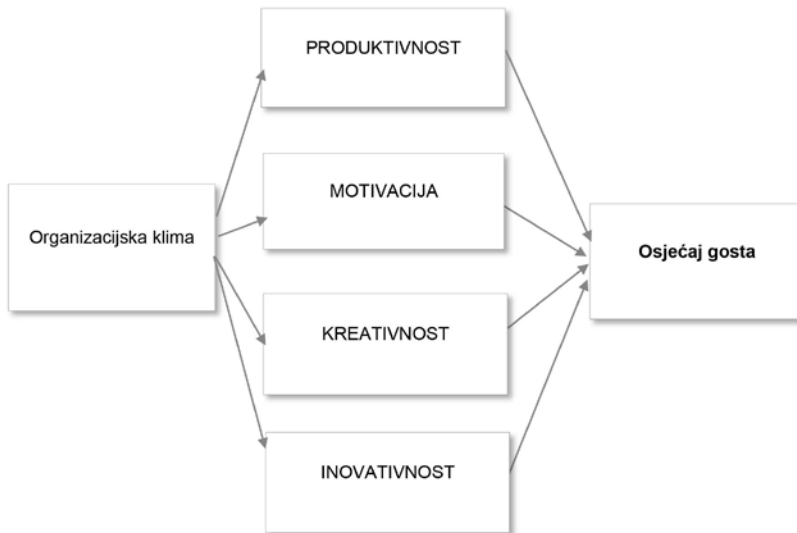 PRODUKTIVNOST
MOTIVACIJA
Organizacijska klima
Osjećaj gosta
KREATIVNOST
INOVATIVNOST